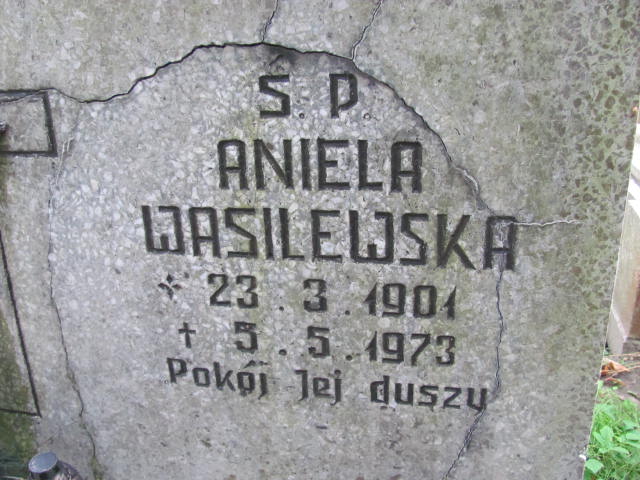 Ś. P.
ANIELA
WASILEWSKA
* 23. 3. 1901
† 5. 5. 1973
Pokój Jej duszy